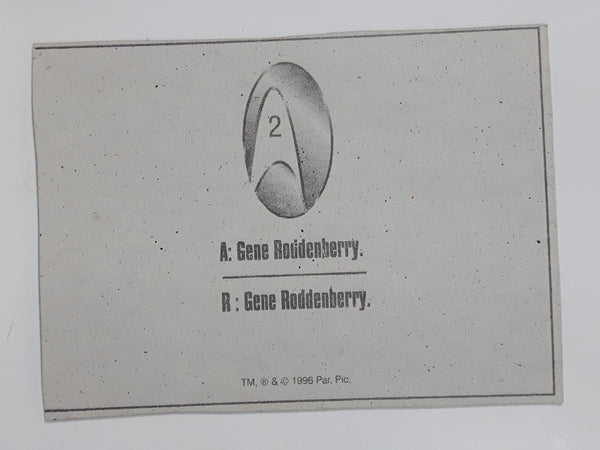 2
A: Gene Roddenberry.
R : Gene Roddenberry.
TM, ® & © 1996 Par. Pic.